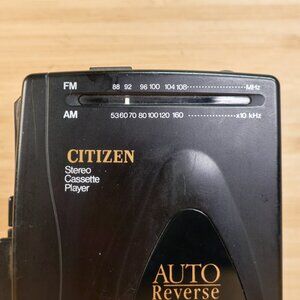 FM 88 92 96 100 104 108 MHz
AM 53 60 70 80 100 120 160 x10 kHz
CITIZEN
Stereo
Cassette
Player
AUTO
Reverse